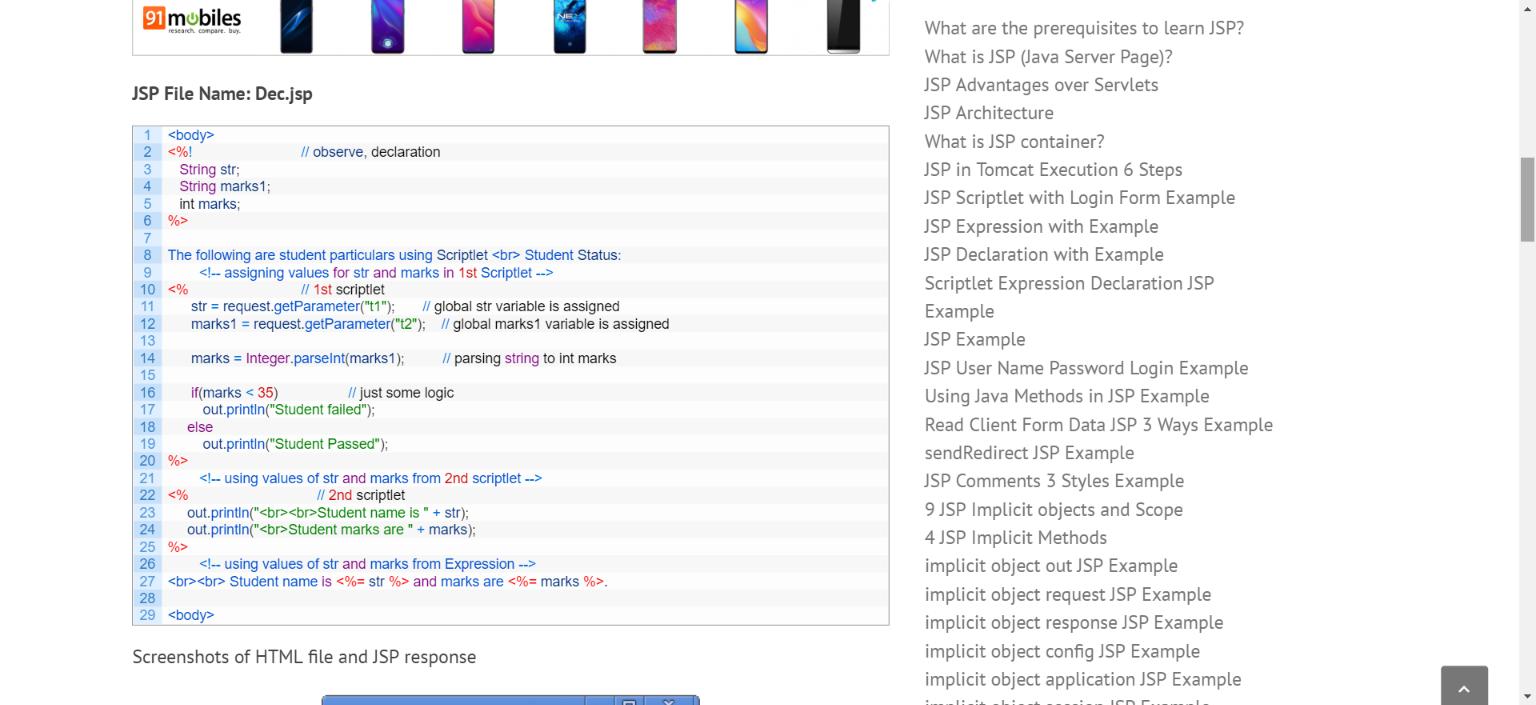 91mobiles
research. compare. buy.
JSP File Name: Dec.jsp
1 <body>
2 <%! // observe, declaration
3 String str;
4 String marks1;
5 int marks;
6 %>
7
8 The following are student particulars using Scriptlet <br> Student Status:
9 <!-- assigning values for str and marks in 1st Scriptlet -->
10 <% // 1st scriptlet
11 str = request.getParameter("t1"); // global str variable is assigned
12 marks1 = request.getParameter("t2"); // global marks1 variable is assigned
13
14 marks = Integer.parseInt(marks1); // parsing string to int marks
15
16 if(marks < 35) // just some logic
17 out.println("Student failed");
18 else
19 out.println("Student Passed");
20 %>
21 <!-- using values of str and marks from 2nd scriptlet -->
22 <% // 2nd scriptlet
23 out.println("<br><br>Student name is " + str);
24 out.println("<br>Student marks are " + marks);
25 %>
26 <!-- using values of str and marks from Expression -->
27 <br><br> Student name is <%= str %> and marks are <%= marks %>.
28
29 <body>
Screenshots of HTML file and JSP response
What are the prerequisites to learn JSP?
What is JSP (Java Server Page)?
JSP Advantages over Servlets
JSP Architecture
What is JSP container?
JSP in Tomcat Execution 6 Steps
JSP Scriptlet with Login Form Example
JSP Expression with Example
JSP Declaration with Example
Scriptlet Expression Declaration JSP
Example
JSP Example
JSP User Name Password Login Example
Using Java Methods in JSP Example
Read Client Form Data JSP 3 Ways Example
sendRedirect JSP Example
JSP Comments 3 Styles Example
9 JSP Implicit objects and Scope
4 JSP Implicit Methods
implicit object out JSP Example
implicit object request JSP Example
implicit object response JSP Example
implicit object config JSP Example
implicit object application JSP Example